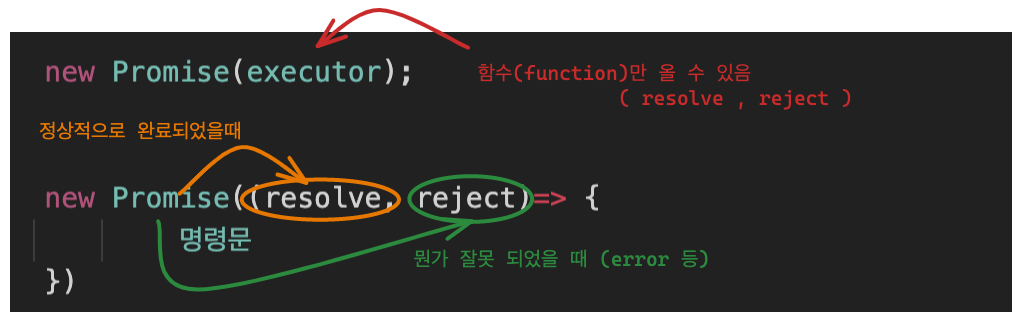 new Promise(executor);
함수(function)만 올 수 있음
( resolve , reject )
정상적으로 완료되었을때
new Promise((resolve, reject)=> {
명령문
뭔가 잘못 되었을 때 (error 등)
})